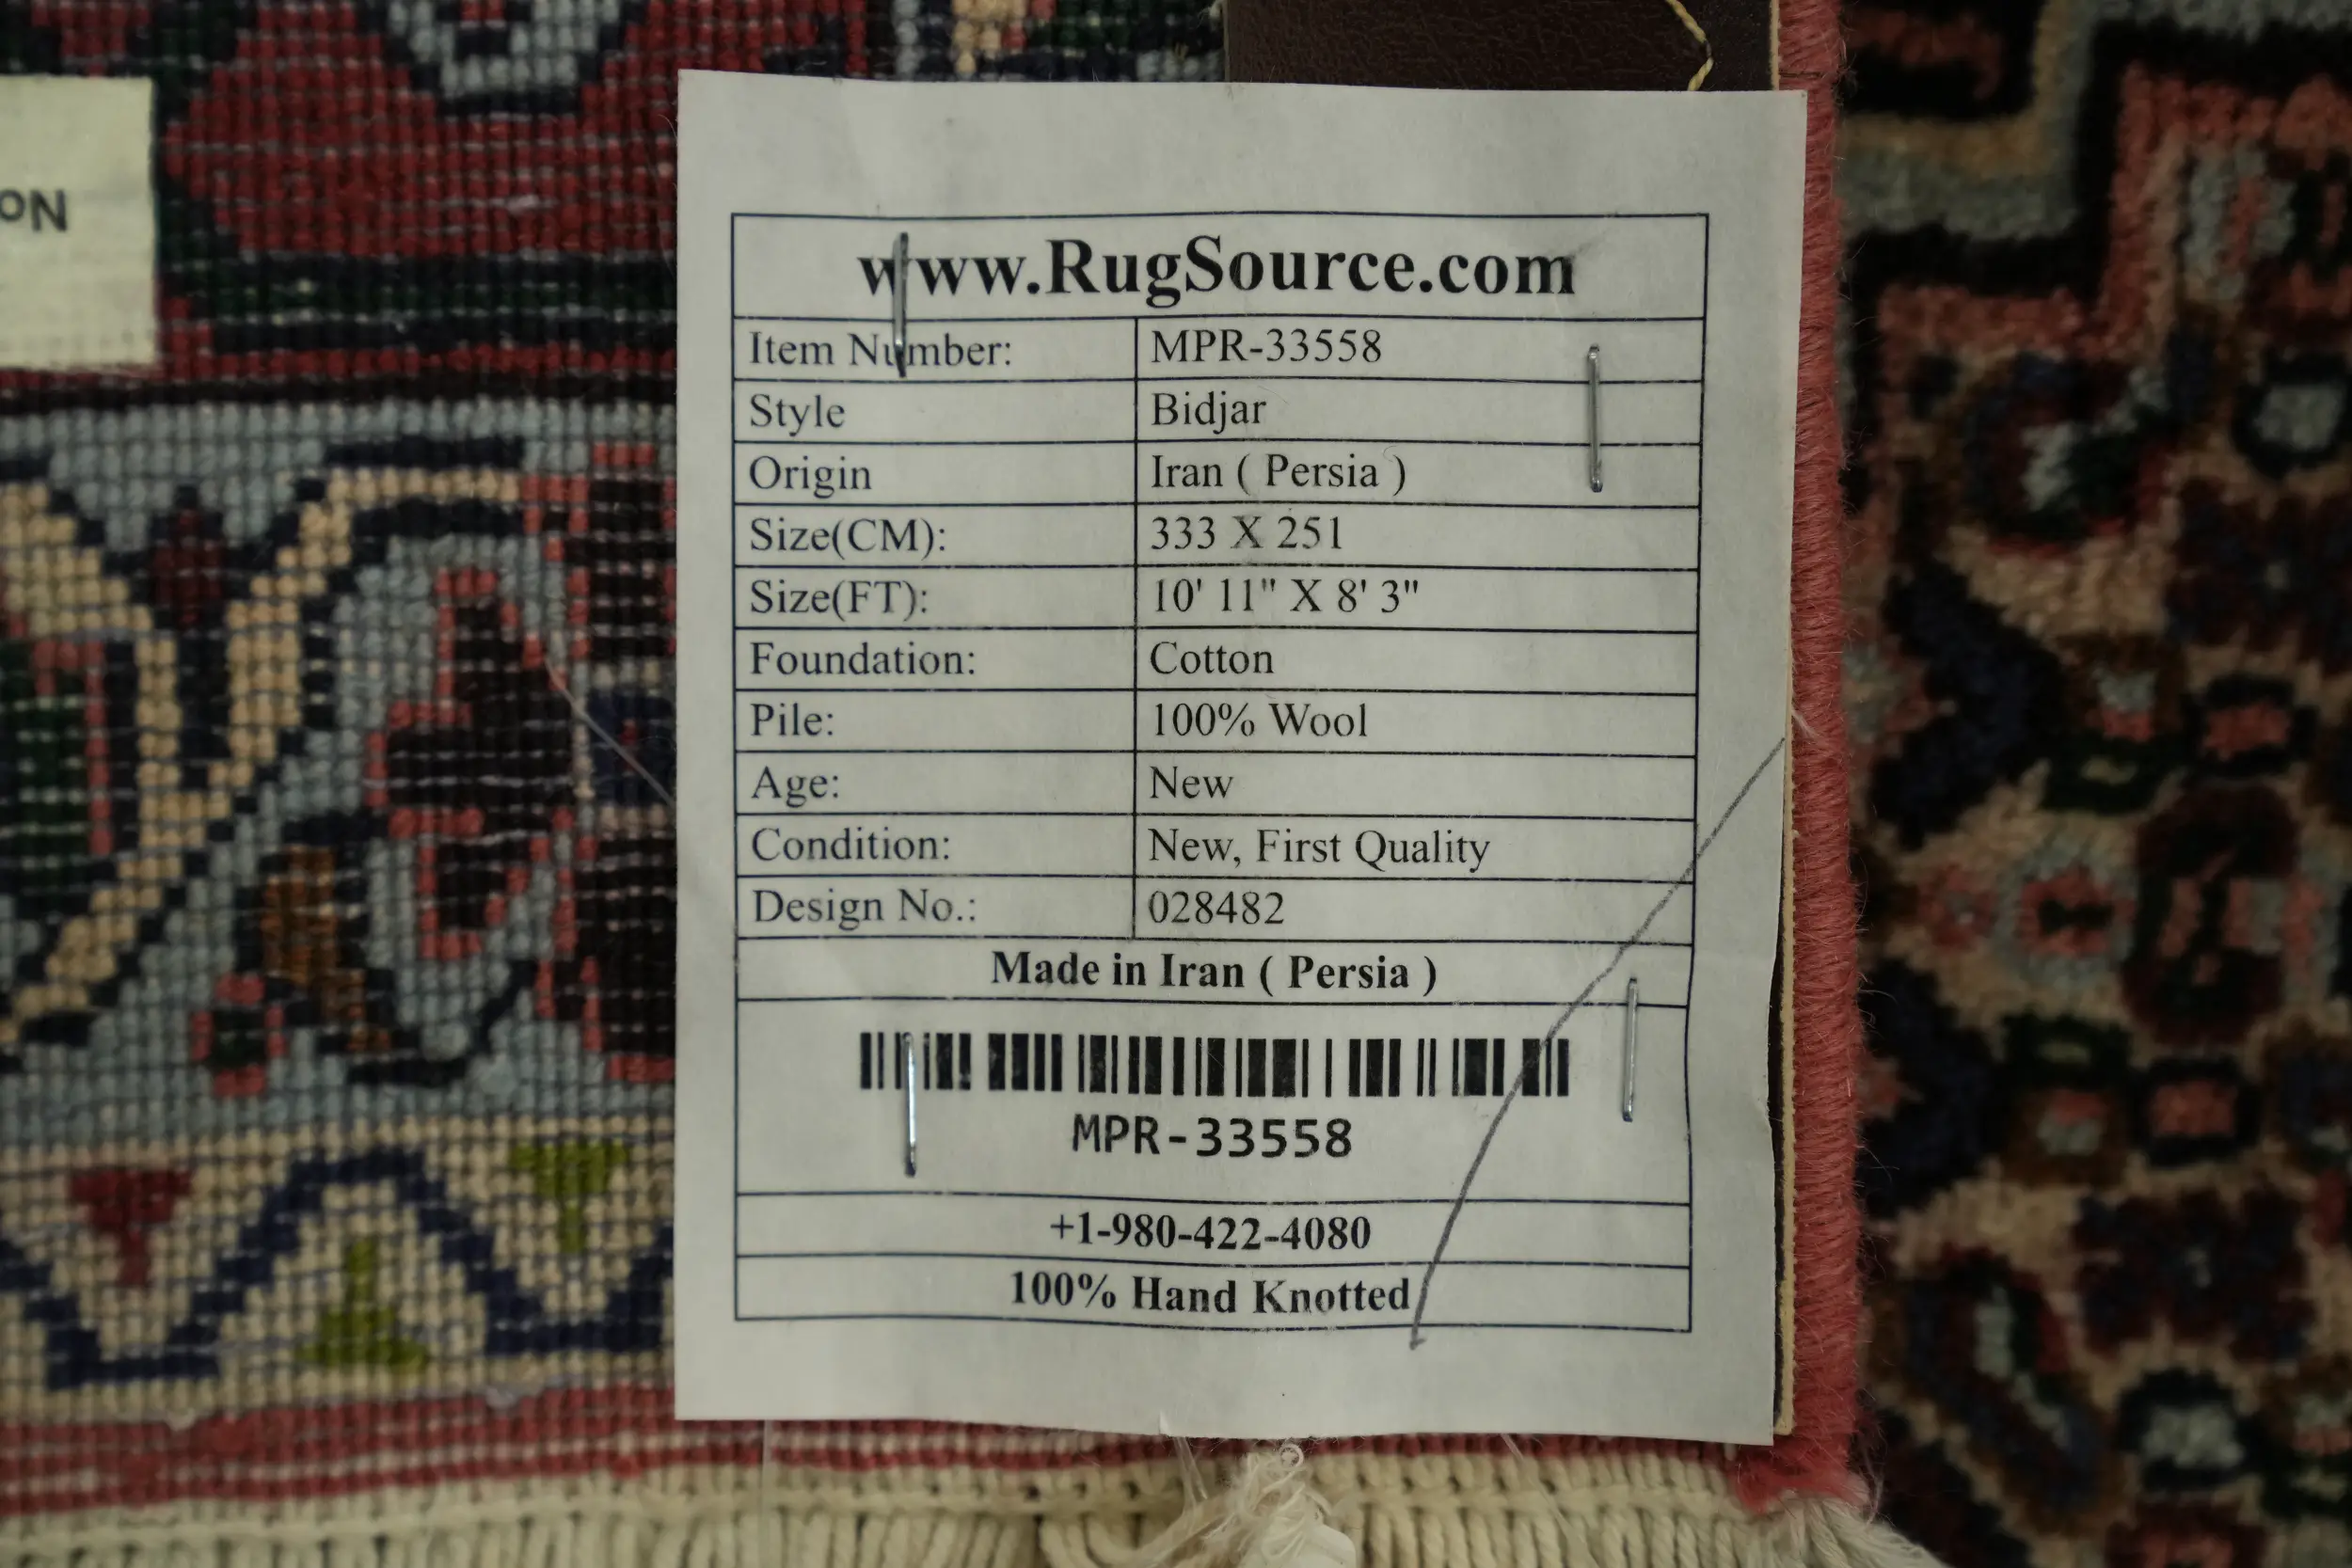 No
www.RugSource.com
Item Number: MPR-33558
Style Bidjar
Origin Iran ( Persia )
Size(CM): 333 X 251
Size(FT): 10' 11" X 8' 3"
Foundation: Cotton
Pile: 100% Wool
Age: New
Condition: New, First Quality
Design No.: 028482
Made in Iran ( Persia )
MPR-33558
+1-980-422-4080
100% Hand Knotted